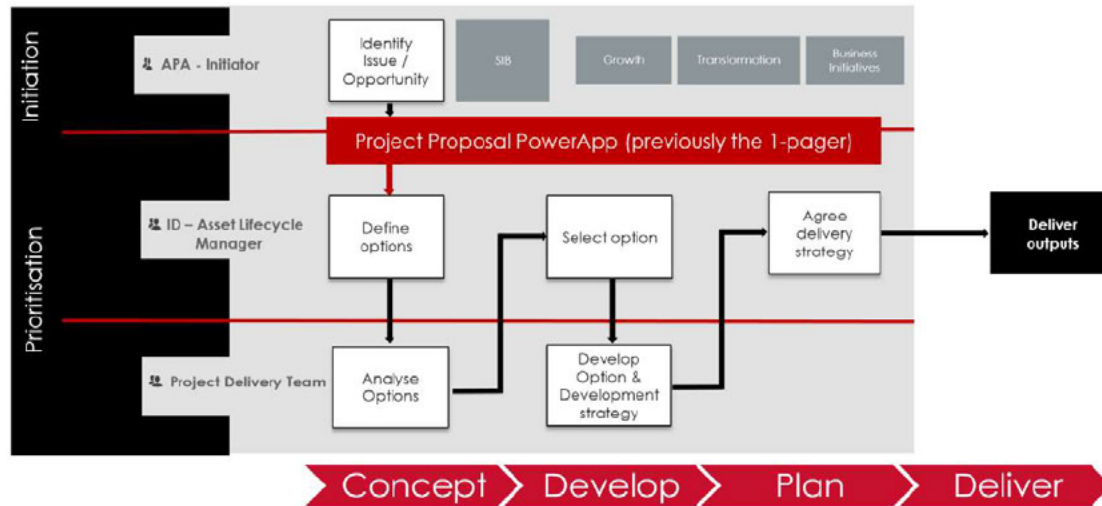 Initiation
APA - Initiator
Identify
Issue /
Opportunity
SIB
Growth
Transformation
Business
Initiatives
Project Proposal PowerApp (previously the 1-pager)
Prioritisation
ID – Asset Lifecycle
Manager
Define
options
Select option
Agree
delivery
strategy
Deliver
outputs
Project Delivery Team
Analyse
Options
Develop
Option &
Development
strategy
Concept
Develop
Plan
Deliver